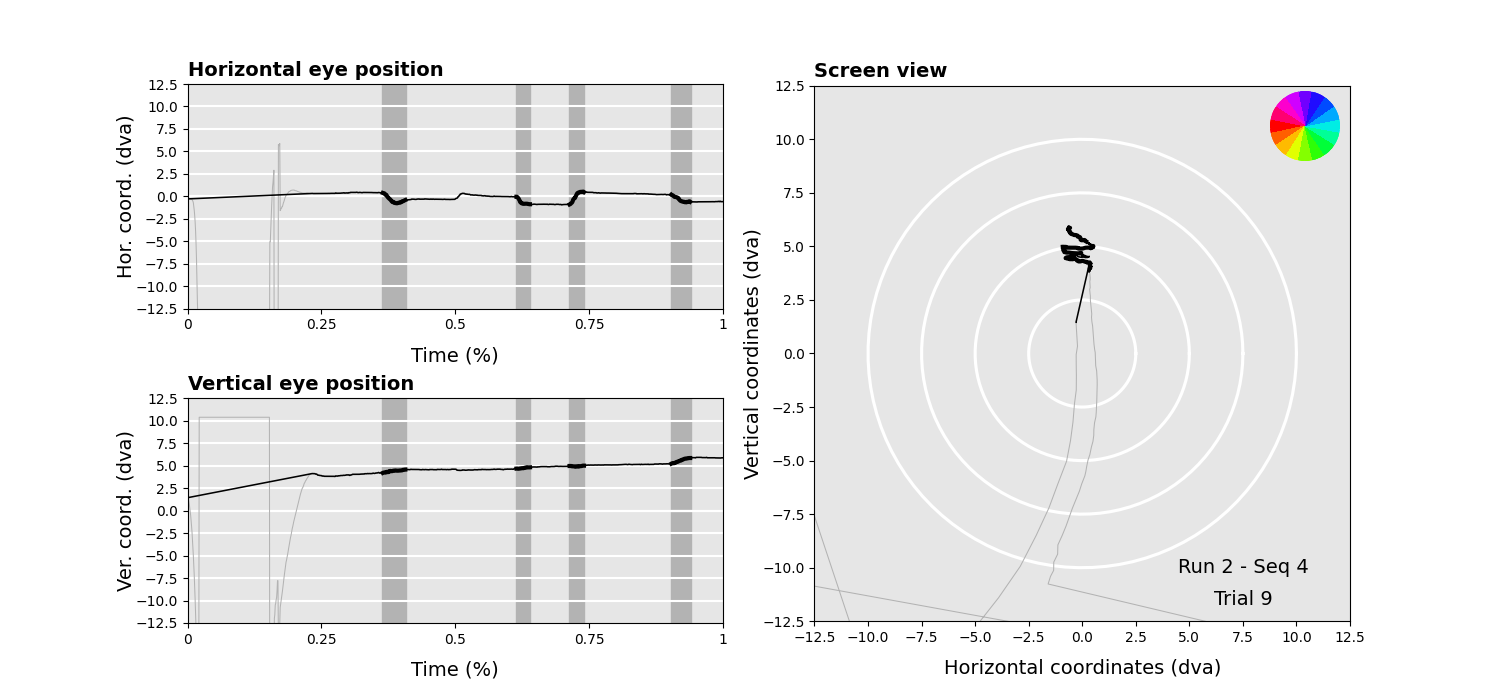 Horizontal eye position
Hor. coord. (dva)
12.5
10.0
7.5
5.0
2.5
0.0
−2.5
−5.0
−7.5
−10.0
−12.5
0 0.25 0.5 0.75 1
Time (%)
Vertical eye position
Ver. coord. (dva)
12.5
10.0
7.5
5.0
2.5
0.0
−2.5
−5.0
−7.5
−10.0
−12.5
0 0.25 0.5 0.75 1
Time (%)
Screen view
Vertical coordinates (dva)
12.5
10.0
7.5
5.0
2.5
0.0
−2.5
−5.0
−7.5
−10.0
−12.5
Run 2 - Seq 4
Trial 9
−12.5 −10.0 −7.5 −5.0 −2.5 0.0 2.5 5.0 7.5 10.0 12.5
Horizontal coordinates (dva)